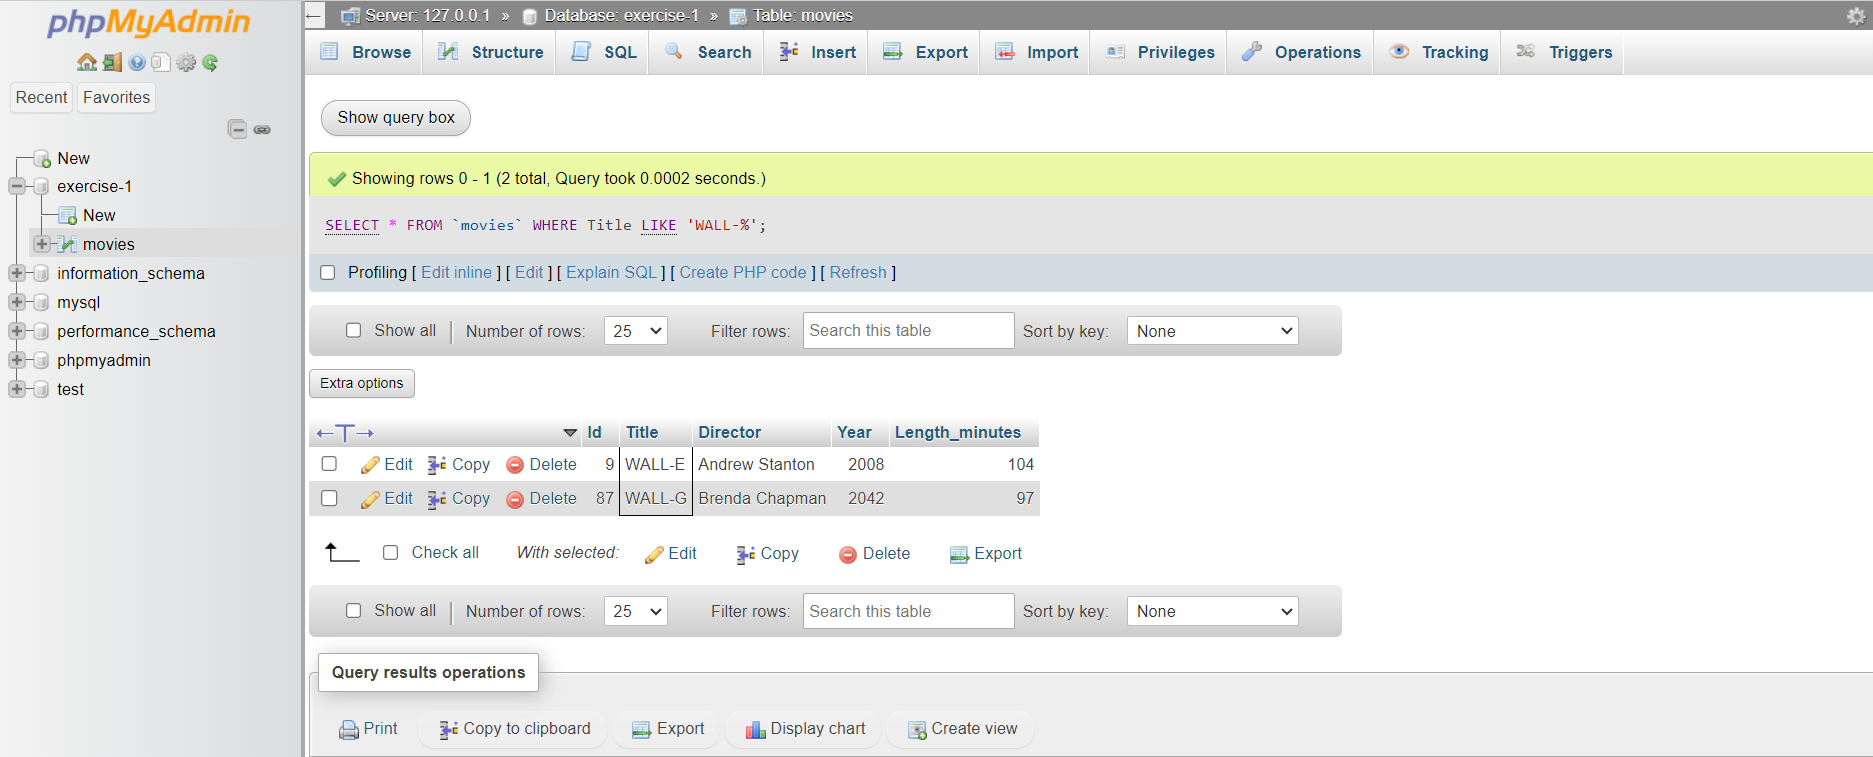 phpMyAdmin
Recent Favorites
New
exercise-1
New
movies
information_schema
mysql
performance_schema
phpmyadmin
test
Server: 127.0.0.1 » Database: exercise-1 » Table: movies
Browse Structure SQL Search Insert Export Import Privileges Operations Tracking Triggers
Show query box
Showing rows 0 - 1 (2 total, Query took 0.0002 seconds.)
SELECT * FROM `movies` WHERE Title LIKE 'WALL-%';
Profiling [ Edit inline ] [ Edit ] [ Explain SQL ] [ Create PHP code ] [ Refresh ]
Show all Number of rows: 25 Filter rows: Search this table Sort by key: None
Extra options
Id Title Director Year Length_minutes
Edit Copy Delete 9 WALL-E Andrew Stanton 2008 104
Edit Copy Delete 87 WALL-G Brenda Chapman 2042 97
Check all With selected: Edit Copy Delete Export
Show all Number of rows: 25 Filter rows: Search this table Sort by key: None
Query results operations
Print Copy to clipboard Export Display chart Create view